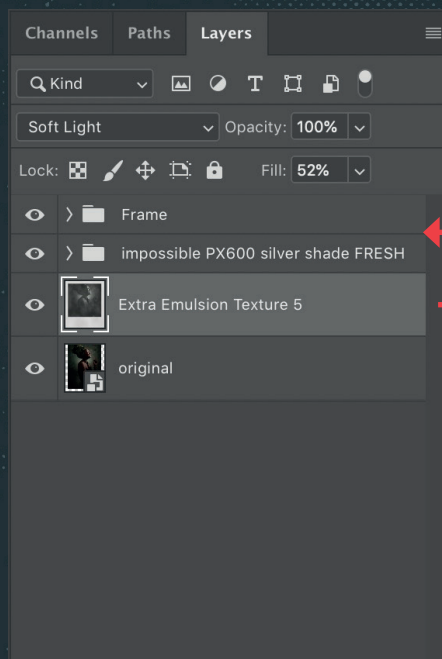 Channels Paths Layers
Kind
Soft Light Opacity: 100%
Lock: Fill: 52%
Frame
impossible PX600 silver shade FRESH
Extra Emulsion Texture 5
original